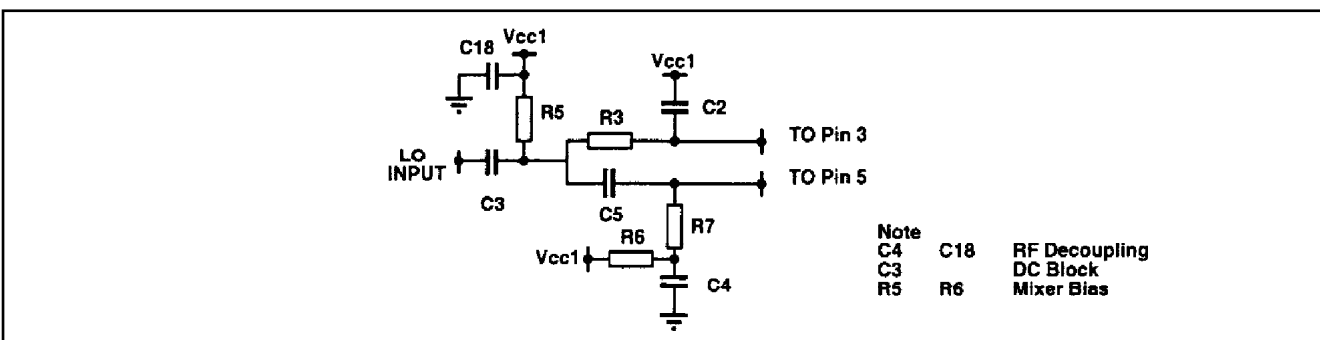 C18
Vcc1
Vcc1
R5
R3
C2
TO Pin 3
LO
INPUT
C3
C5
TO Pin 5
R7
R6
Vcc1
C4
Note
C4 C18 RF Decoupling
C3 DC Block
R5 R6 Mixer Bias